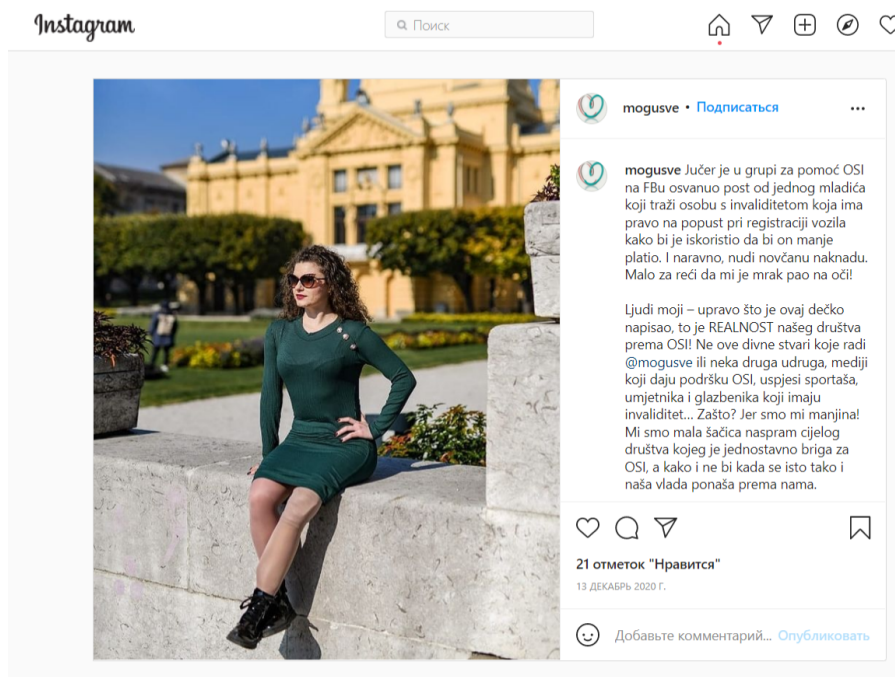 Instagram
Поиск
mogusve • Подписаться
mogusve Jučer je u grupi za pomoć OSI
na FBu osvanuo post od jednog mladića
koji traži osobu s invaliditetom koja ima
pravo na popust pri registraciji vozila
kako bi je iskoristio da bi on manje
platio. I naravno, nudi novčanu naknadu.
Malo za reći da mi je mrak pao na oči!
Ljudi moji – upravo što je ovaj dečko
napisao, to je REALNOST našeg društva
prema OSI! Ne ove divne stvari koje radi
@mogusve ili neka druga udruga, mediji
koji daju podršku OSI, uspjesi sportaša,
umjetnika i glazbenika koji imaju
invaliditet... Zašto? Jer smo mi manjina!
Mi smo mala šačica naspram cijelog
društva kojeg je jednostavno briga za
OSI, a kako i ne bi kada se isto tako i
naša vlada ponaša prema nama.
21 отметок "Нравится"
13 ДЕКАБРЬ 2020 Г.
Добавьте комментарий... Опубликовать